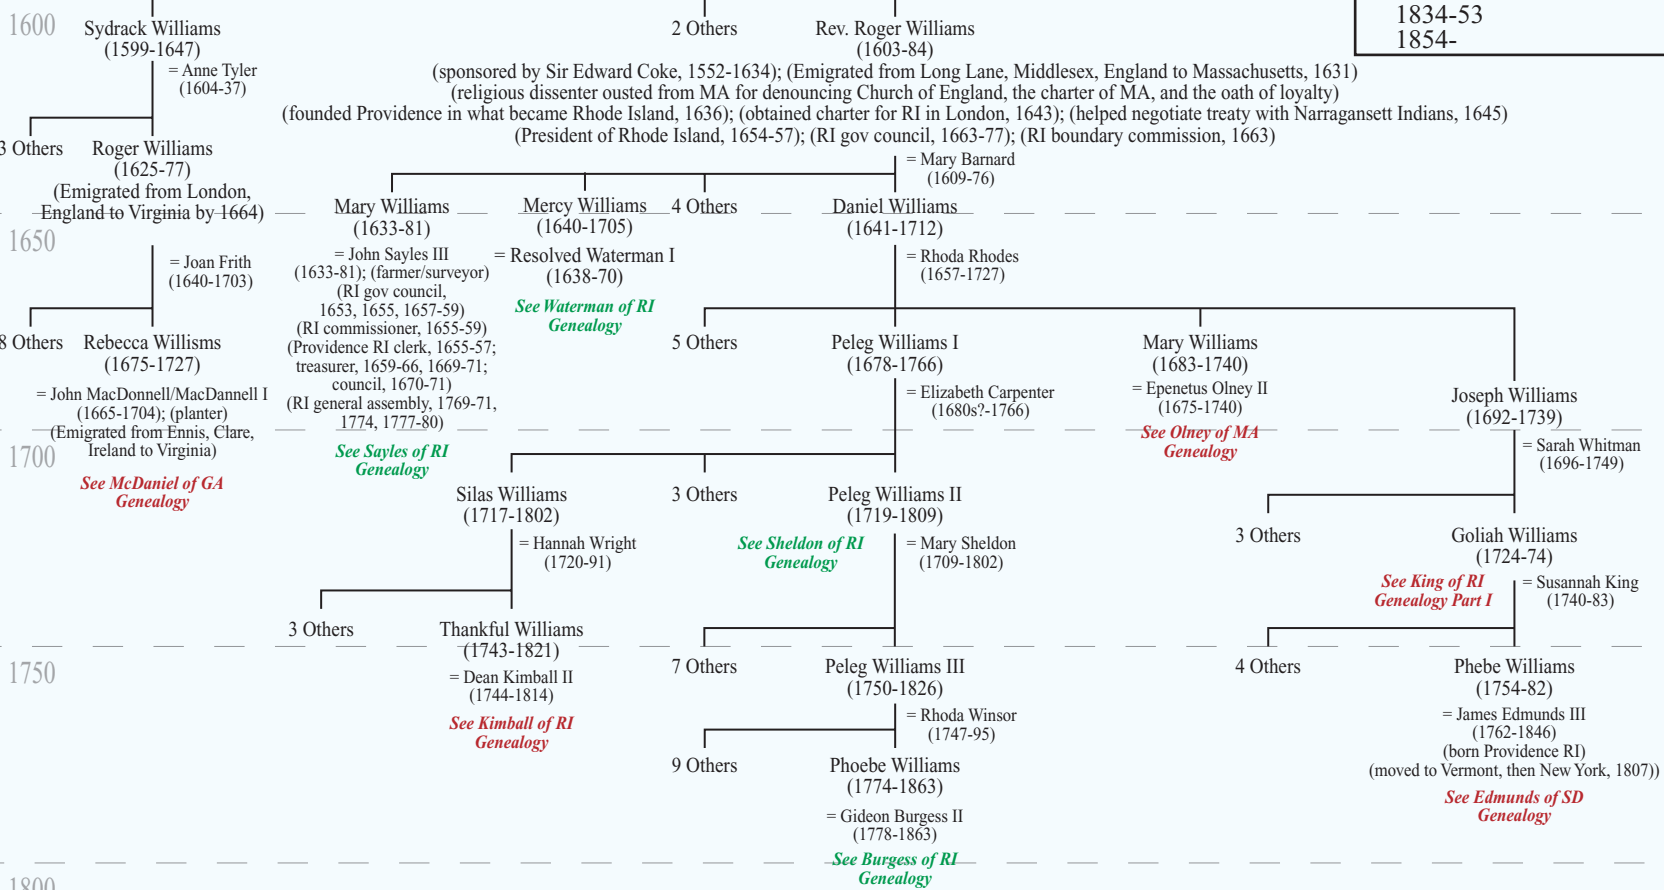 1834-53
1854-
1600
Sydrack Williams
(1599-1647)
= Anne Tyler
(1604-37)
3 Others
Roger Williams
(1625-77)
(Emigrated from London,
England to Virginia by 1664)
2 Others
Rev. Roger Williams
(1603-84)
(sponsored by Sir Edward Coke, 1552-1634); (Emigrated from Long Lane, Middlesex, England to Massachusetts, 1631)
(religious dissenter ousted from MA for denouncing Church of England, the charter of MA, and the oath of loyalty)
(founded Providence in what became Rhode Island, 1636); (obtained charter for RI in London, 1643); (helped negotiate treaty with Narragansett Indians, 1645)
(President of Rhode Island, 1654-57); (RI gov council, 1663-77); (RI boundary commission, 1663)
= Mary Barnard
(1609-76)
Mary Williams
(1633-81)
Mercy Williams
(1640-1705)
4 Others
Daniel Williams
(1641-1712)
1650
= Joan Frith
(1640-1703)
= John Sayles III
(1633-81); (farmer/surveyor)
(RI gov council,
1653, 1655, 1657-59)
(RI commissioner, 1655-59)
(Providence RI clerk, 1655-57;
treasurer, 1659-66, 1669-71;
council, 1670-71)
(RI general assembly, 1769-71,
1774, 1777-80)
See Sayles of RI
Genealogy
= Resolved Waterman I
(1638-70)
See Waterman of RI
Genealogy
= Rhoda Rhodes
(1657-1727)
8 Others
Rebecca Willisms
(1675-1727)
= John MacDonnell/MacDannell I
(1665-1704); (planter)
(Emigrated from Ennis, Clare,
Ireland to Virginia)
See McDaniel of GA
Genealogy
5 Others
Peleg Williams I
(1678-1766)
= Elizabeth Carpenter
(1680s?-1766)
Mary Williams
(1683-1740)
= Epenetus Olney II
(1675-1740)
See Olney of MA
Genealogy
Joseph Williams
(1692-1739)
= Sarah Whitman
(1696-1749)
1700
Silas Williams
(1717-1802)
= Hannah Wright
(1720-91)
3 Others
Peleg Williams II
(1719-1809)
See Sheldon of RI
Genealogy
= Mary Sheldon
(1709-1802)
3 Others
Goliah Williams
(1724-74)
See King of RI
Genealogy Part I
= Susannah King
(1740-83)
3 Others
Thankful Williams
(1743-1821)
= Dean Kimball II
(1744-1814)
See Kimball of RI
Genealogy
1750
7 Others
Peleg Williams III
(1750-1826)
= Rhoda Winsor
(1747-95)
4 Others
Phebe Williams
(1754-82)
= James Edmunds III
(1762-1846)
(born Providence RI)
(moved to Vermont, then New York, 1807))
See Edmunds of SD
Genealogy
9 Others
Phoebe Williams
(1774-1863)
= Gideon Burgess II
(1778-1863)
See Burgess of RI
Genealogy
1800